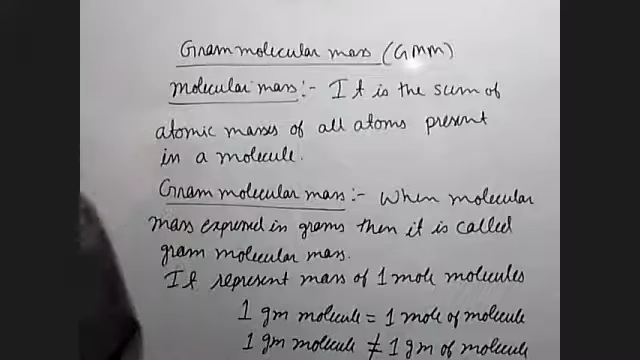 Gram molecular mass (GMM)
molecular mass :- It is the sum of
atomic masses of all atoms present
in a molecule.
Gram molecular mass :- When molecular
mass expressed in grams then it is called
gram molecular mass.
It represent mass of 1 mole molecules
1 gm molecule = 1 mole of molecule
1 gm molecule ≠ 1 gm of molecule